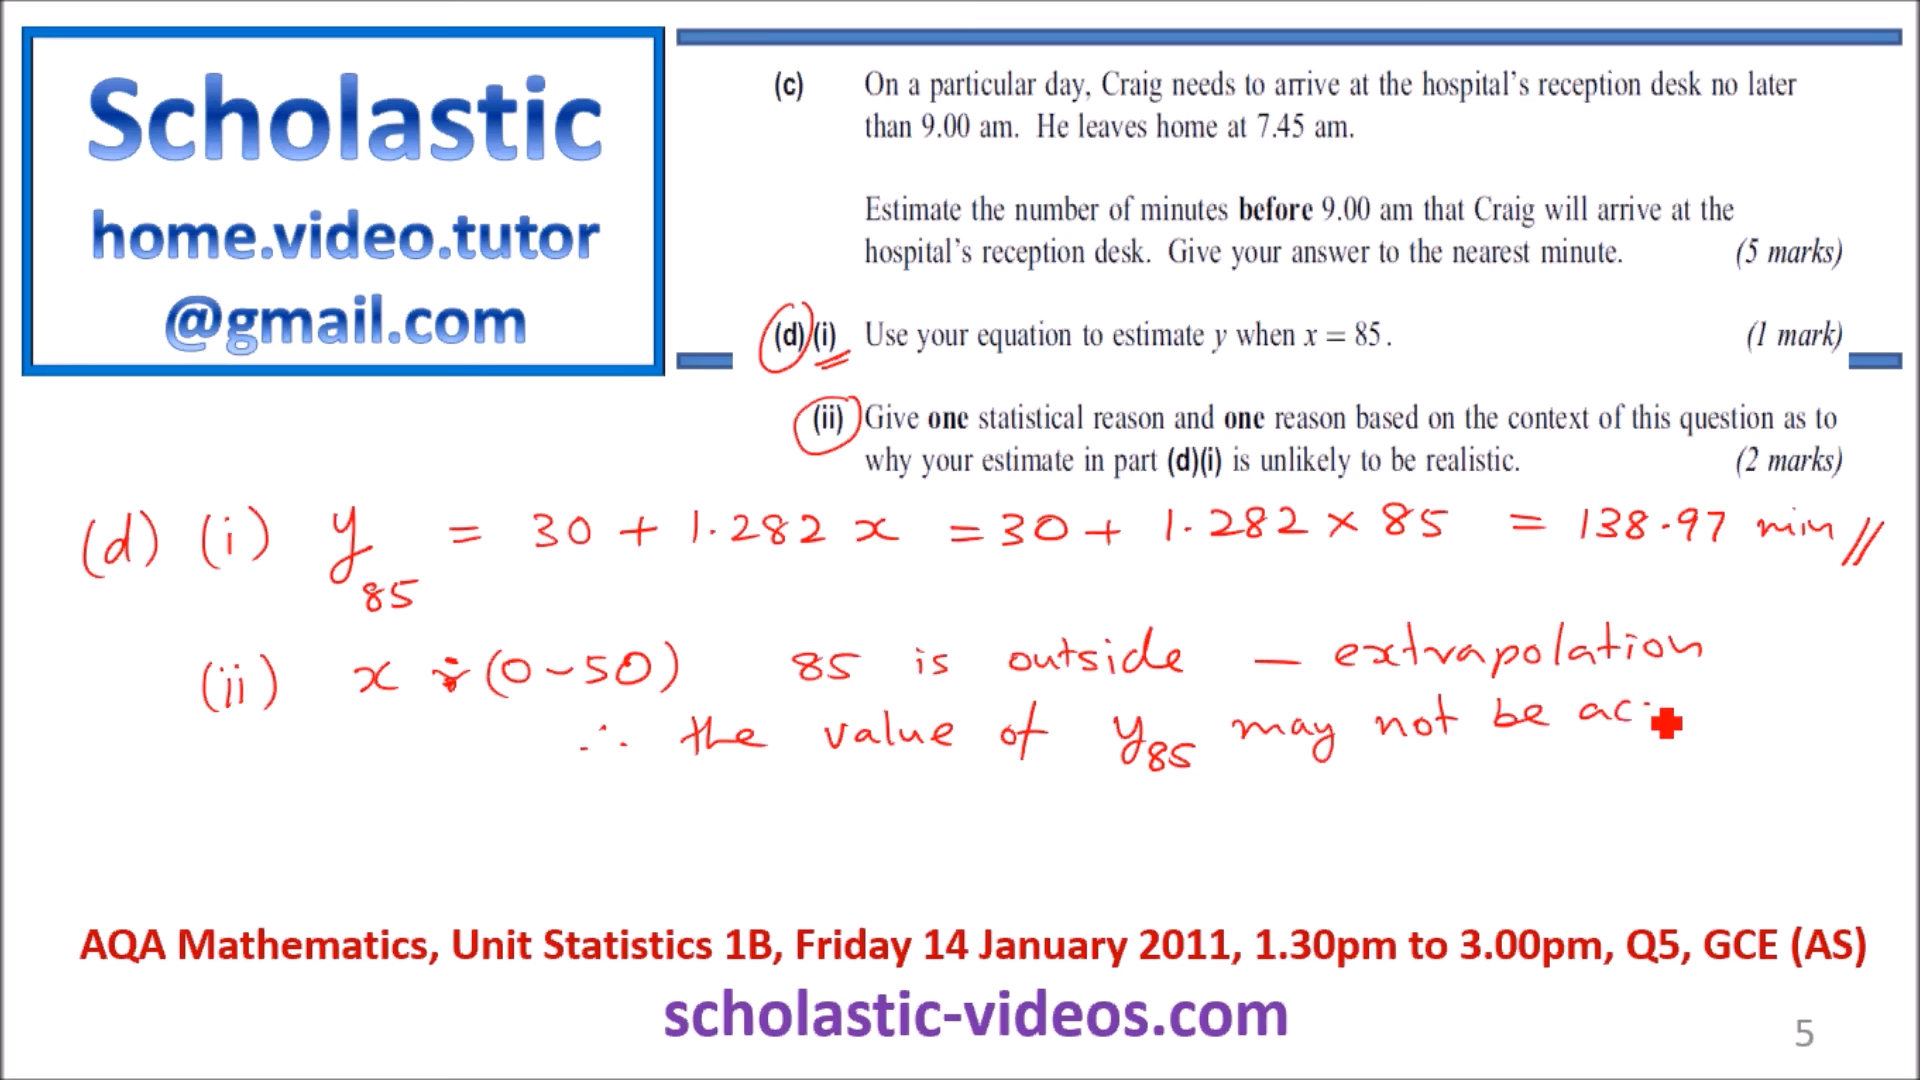 Scholastic
home.video.tutor
@gmail.com
(c) On a particular day, Craig needs to arrive at the hospital's reception desk no later
than 9.00 am. He leaves home at 7.45 am.
Estimate the number of minutes before 9.00 am that Craig will arrive at the
hospital's reception desk. Give your answer to the nearest minute. (5 marks)
(d) (i) Use your equation to estimate y when x = 85. (1 mark)
(ii) Give one statistical reason and one reason based on the context of this question as to
why your estimate in part (d)(i) is unlikely to be realistic. (2 marks)
(d) (i) y₈₅ = 30 + 1.282 x = 30 + 1.282 × 85 = 138.97 min //
(ii) x (0-50) 85 is outside — extrapolation
∴ the value of y₈₅ may not be ac
AQA Mathematics, Unit Statistics 1B, Friday 14 January 2011, 1.30pm to 3.00pm, Q5, GCE (AS)
scholastic-videos.com
5